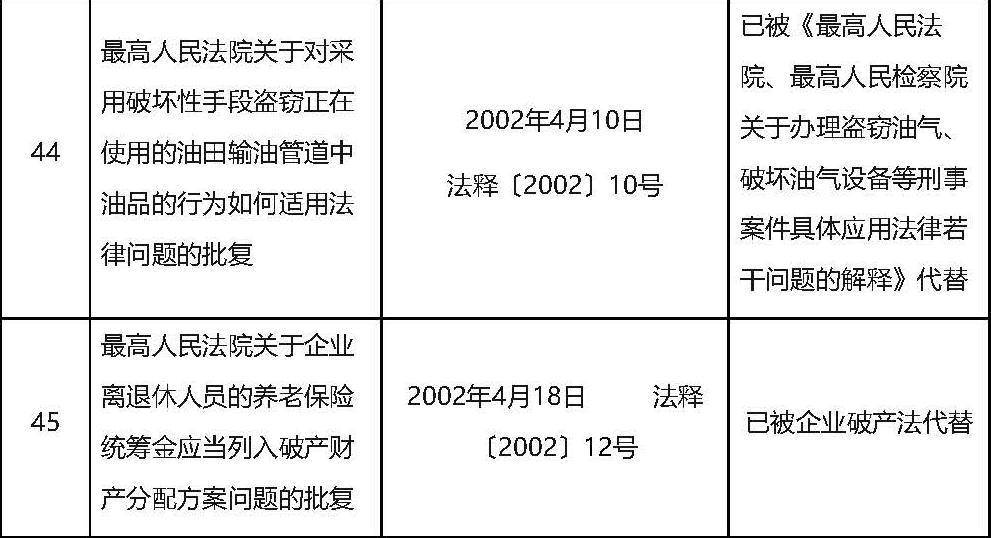 44
最高人民法院关于对采
用破坏性手段盗窃正在
使用的油田输油管道中
油品的行为如何适用法
律问题的批复
2002年4月10日
法释〔2002〕10号
已被《最高人民法
院、最高人民检察院
关于办理盗窃油气、
破坏油气设备等刑事
案件具体应用法律若
干问题的解释》代替
45
最高人民法院关于企业
离退休人员的养老保险
统筹金应当列入破产财
产分配方案问题的批复
2002年4月18日 法释
〔2002〕12号
已被企业破产法代替